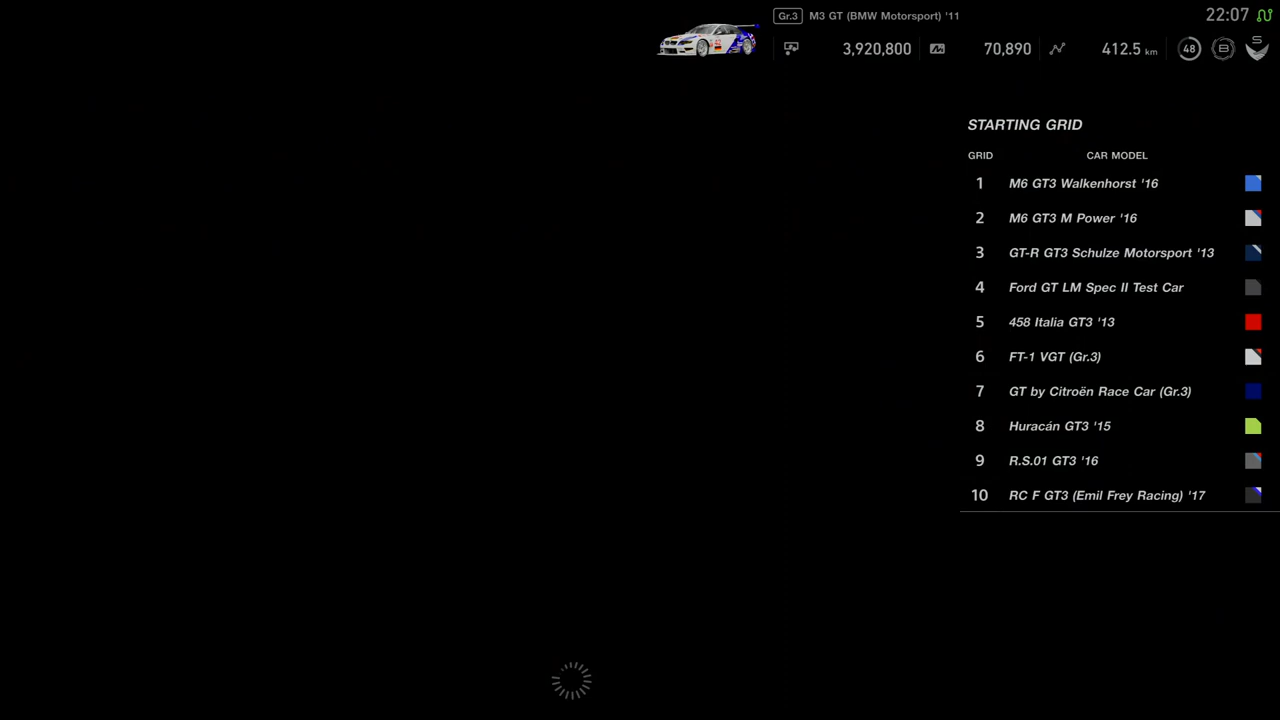 Gr.3 M3 GT (BMW Motorsport) '11 22:07
3,920,800 70,890 412.5 km 48 B S
STARTING GRID
GRID CAR MODEL
1 M6 GT3 Walkenhorst '16
2 M6 GT3 M Power '16
3 GT-R GT3 Schulze Motorsport '13
4 Ford GT LM Spec II Test Car
5 458 Italia GT3 '13
6 FT-1 VGT (Gr.3)
7 GT by Citroën Race Car (Gr.3)
8 Huracán GT3 '15
9 R.S.01 GT3 '16
10 RC F GT3 (Emil Frey Racing) '17